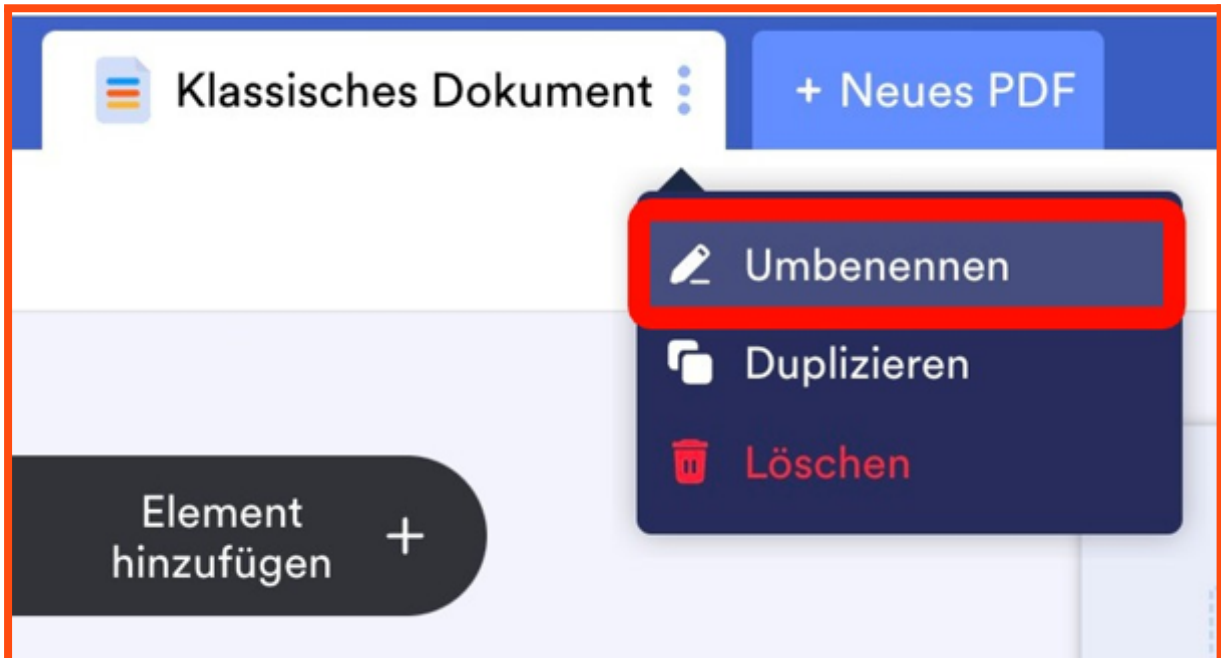 Klassisches Dokument
+ Neues PDF
Umbenennen
Duplizieren
Löschen
Element
hinzufügen